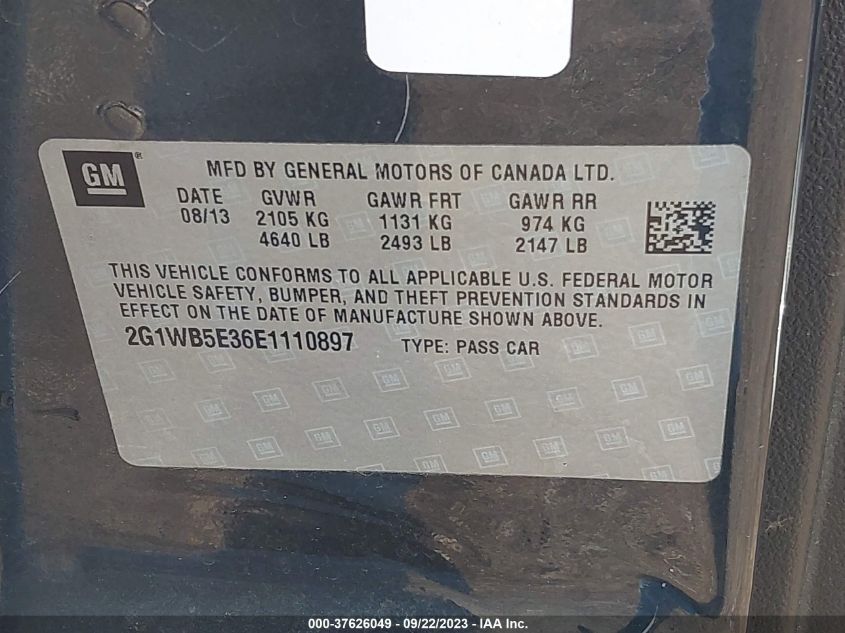 GM ®
MFD BY GENERAL MOTORS OF CANADA LTD.
DATE GVWR GAWR FRT GAWR RR
08/13 2105 KG 1131 KG 974 KG
4640 LB 2493 LB 2147 LB
THIS VEHICLE CONFORMS TO ALL APPLICABLE U.S. FEDERAL MOTOR
VEHICLE SAFETY, BUMPER, AND THEFT PREVENTION STANDARDS IN
EFFECT ON THE DATE OF MANUFACTURE SHOWN ABOVE.
2G1WB5E36E1110897 TYPE: PASS CAR
000-37626049 - 09/22/2023 - IAA Inc.